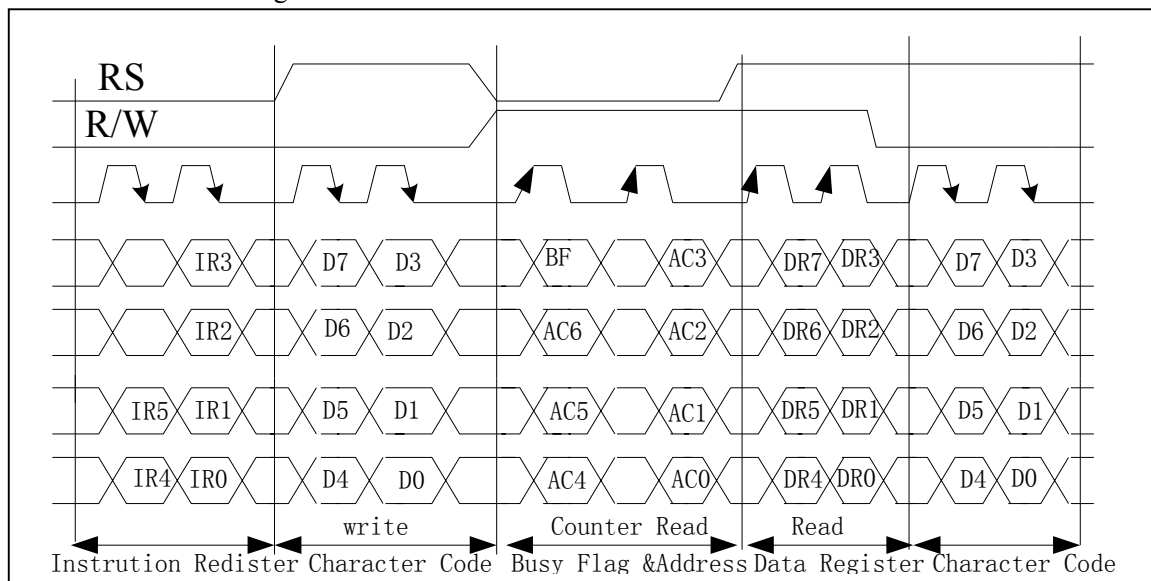 RS
R/W
IR3 D7 D3 BF AC3 DR7 DR3 D7 D3
IR2 D6 D2 AC6 AC2 DR6 DR2 D6 D2
IR5 IR1 D5 D1 AC5 AC1 DR5 DR1 D5 D1
IR4 IR0 D4 D0 AC4 AC0 DR4 DR0 D4 D0
write Counter Read Read
Instrution Redister Character Code Busy Flag &Address Data Register Character Code